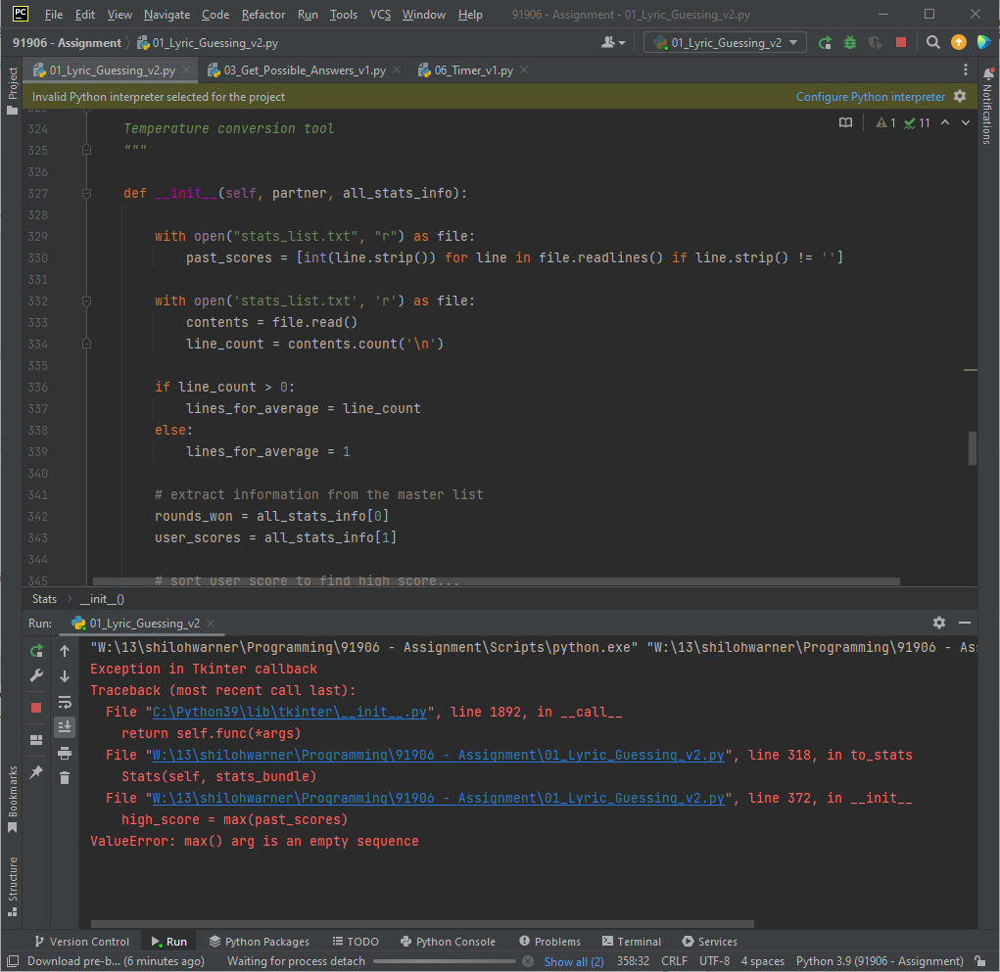 PC File Edit View Navigate Code Refactor Run Tools VCS Window Help 91906 - Assignment - 01_Lyric_Guessing_v2.py
91906 - Assignment 01_Lyric_Guessing_v2.py 01_Lyric_Guessing_v2
01_Lyric_Guessing_v2.py 03_Get_Possible_Answers_v1.py 06_Timer_v1.py
Project
Notifications
Invalid Python interpreter selected for the project Configure Python interpreter
1 11
324 Temperature conversion tool
325 """
326
327 def __init__(self, partner, all_stats_info):
328
329 with open("stats_list.txt", "r") as file:
330 past_scores = [int(line.strip()) for line in file.readlines() if line.strip() != '']
331
332 with open('stats_list.txt', 'r') as file:
333 contents = file.read()
334 line_count = contents.count('\n')
335
336 if line_count > 0:
337 lines_for_average = line_count
338 else:
339 lines_for_average = 1
340
341 # extract information from the master list
342 rounds_won = all_stats_info[0]
343 user_scores = all_stats_info[1]
344
345 # sort user score to find high score...
Stats __init__()
Run: 01_Lyric_Guessing_v2
"W:\13\shilohwarner\Programming\91906 - Assignment\Scripts\python.exe" "W:\13\shilohwarner\Programming\91906 - As
Exception in Tkinter callback
Traceback (most recent call last):
File "C:\Python39\lib\tkinter\__init__.py", line 1892, in __call__
return self.func(*args)
File "W:\13\shilohwarner\Programming\91906 - Assignment\01_Lyric_Guessing_v2.py", line 318, in to_stats
Stats(self, stats_bundle)
File "W:\13\shilohwarner\Programming\91906 - Assignment\01_Lyric_Guessing_v2.py", line 372, in __init__
high_score = max(past_scores)
ValueError: max() arg is an empty sequence
Bookmarks
Structure
Version Control Run Python Packages TODO Python Console Problems Terminal Services
Download pre-b... (6 minutes ago) Waiting for process detach Show all (2) 358:32 CRLF UTF-8 4 spaces Python 3.9 (91906 - Assignment)